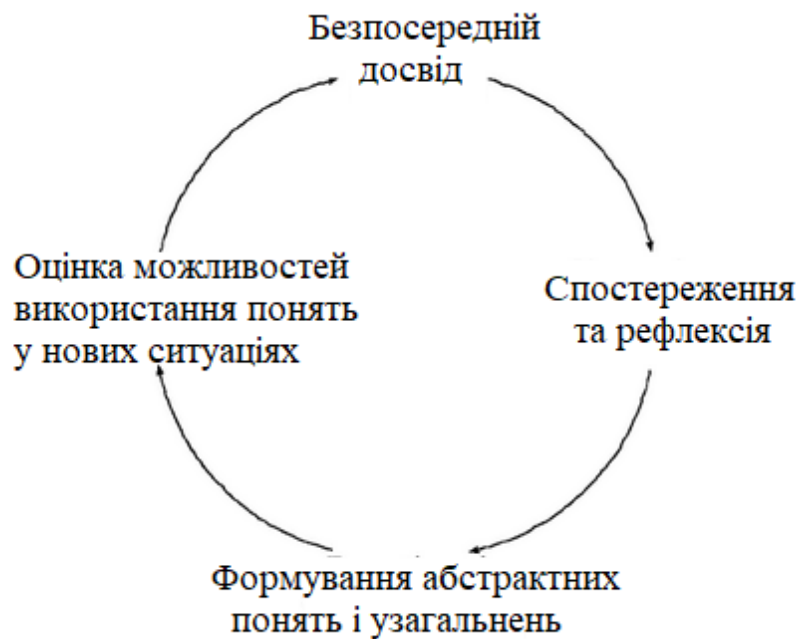 Безпосередній
досвід
Спостереження
та рефлексія
Формування абстрактних
понять і узагальнень
Оцінка можливостей
використання понять
у нових ситуаціях